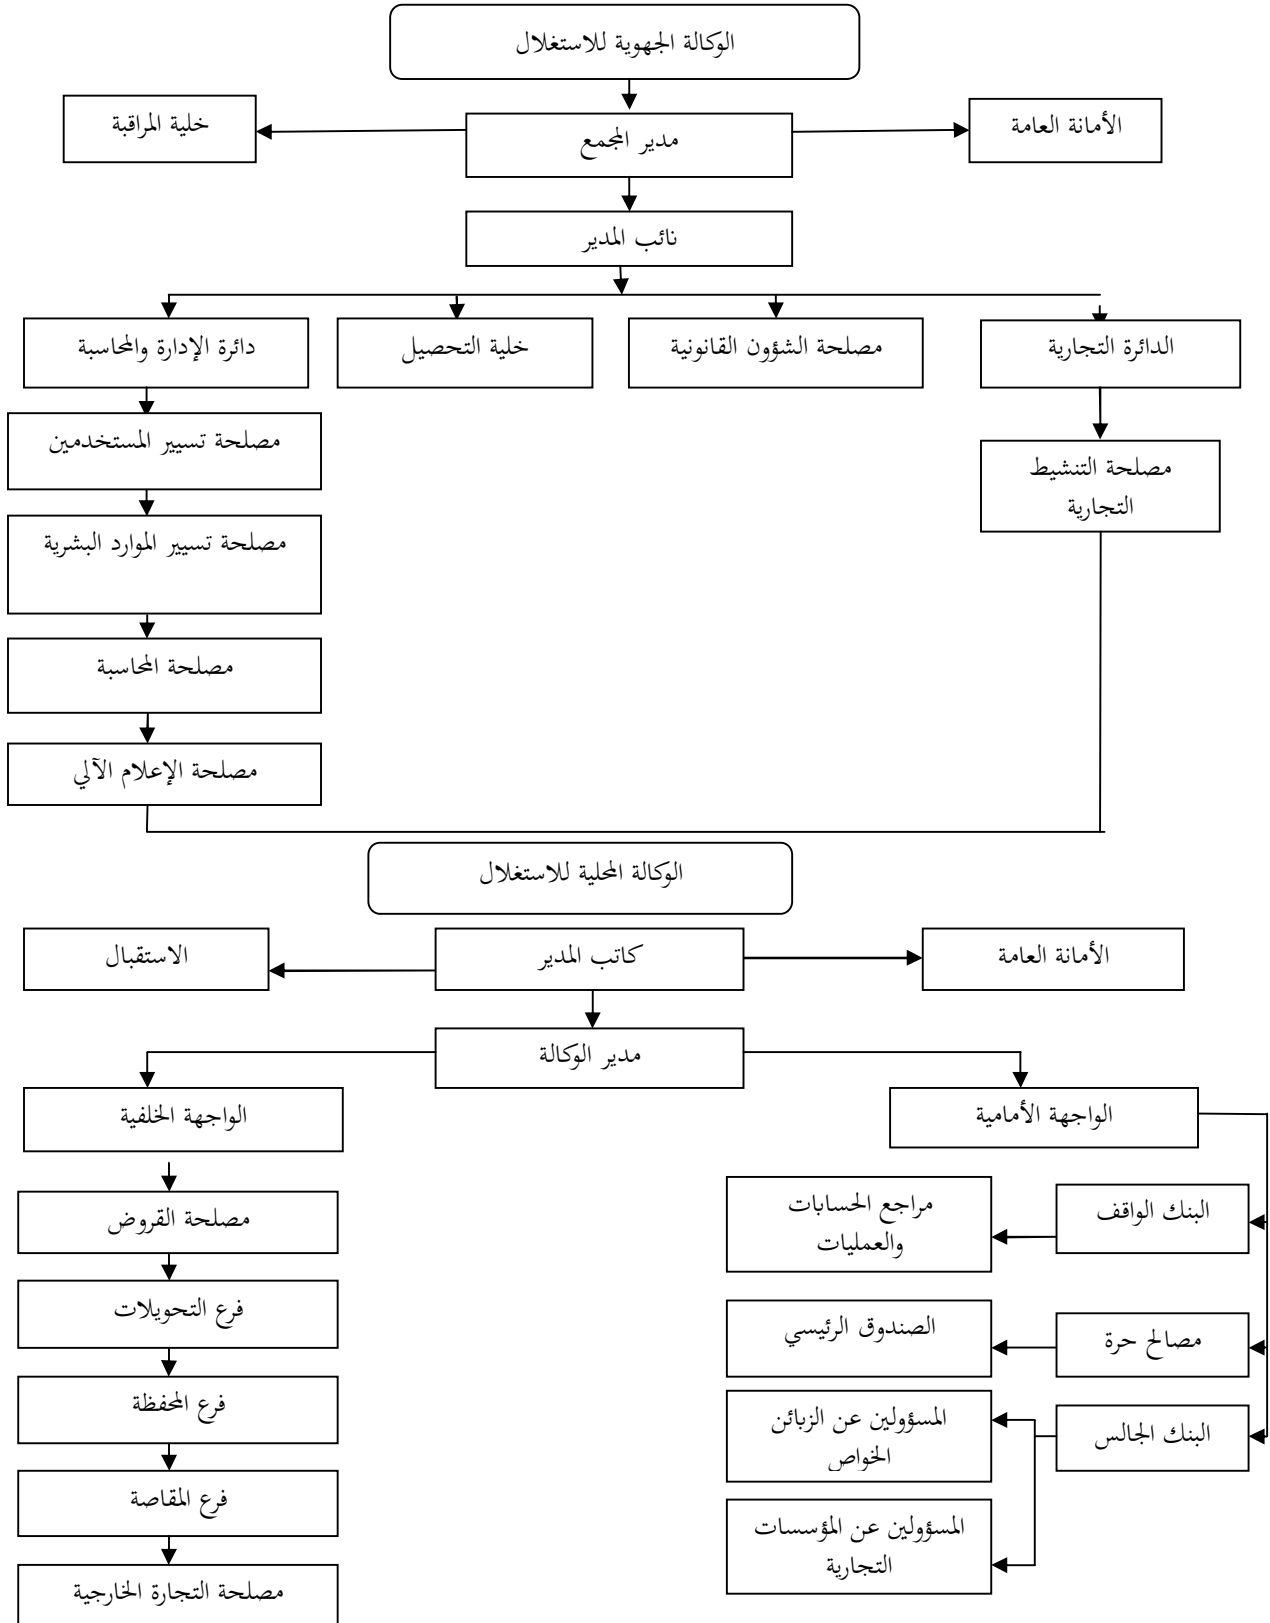 الوكالة الجهوية للاستغلال
الأمانة العامة
مدير المجمع
خلية المراقبة
نائب المدير
الدائرة التجارية
مصلحة الشؤون القانونية
خلية التحصيل
دائرة الإدارة والمحاسبة
مصلحة التنشيط
التجارية
مصلحة تسيير المستخدمين
مصلحة تسيير الموارد البشرية
مصلحة المحاسبة
مصلحة الإعلام الآلي
الوكالة المحلية للاستغلال
الأمانة العامة
كاتب المدير
الاستقبال
مدير الوكالة
الواجهة الأمامية
الواجهة الخلفية
البنك الواقف
مراجع الحسابات
والعمليات
مصالح حرة
الصندوق الرئيسي
البنك الجالس
المسؤولين عن الزبائن
الخواص
المسؤولين عن المؤسسات
التجارية
مصلحة القروض
فرع التحويلات
فرع المحفظة
فرع المقاصة
مصلحة التجارة الخارجية